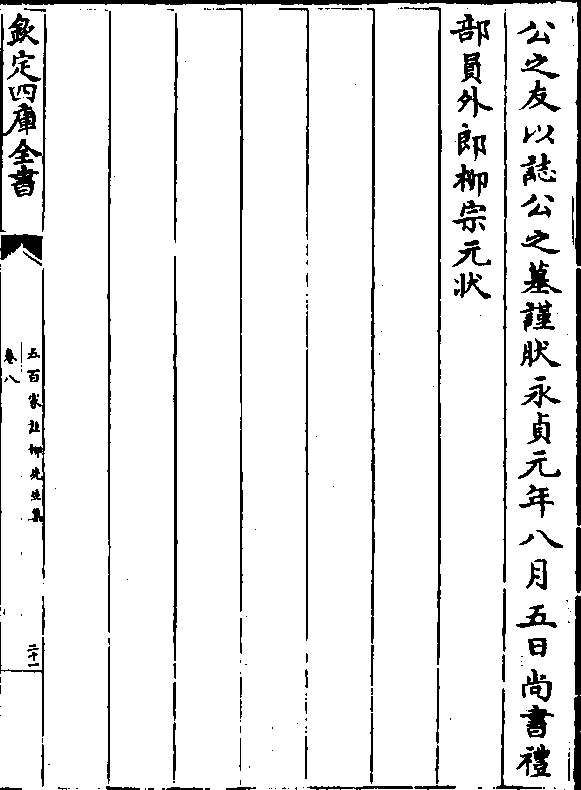 公之友以誌公之墓謹狀永貞元年八月五日尚書禮
部員外郎柳宗元狀
欽定四庫全書
五百家註柳先生集
卷八
二十一